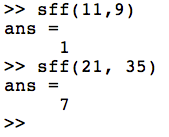 >> sff(11,9)
ans =
1
>> sff(21, 35)
ans =
7
>>